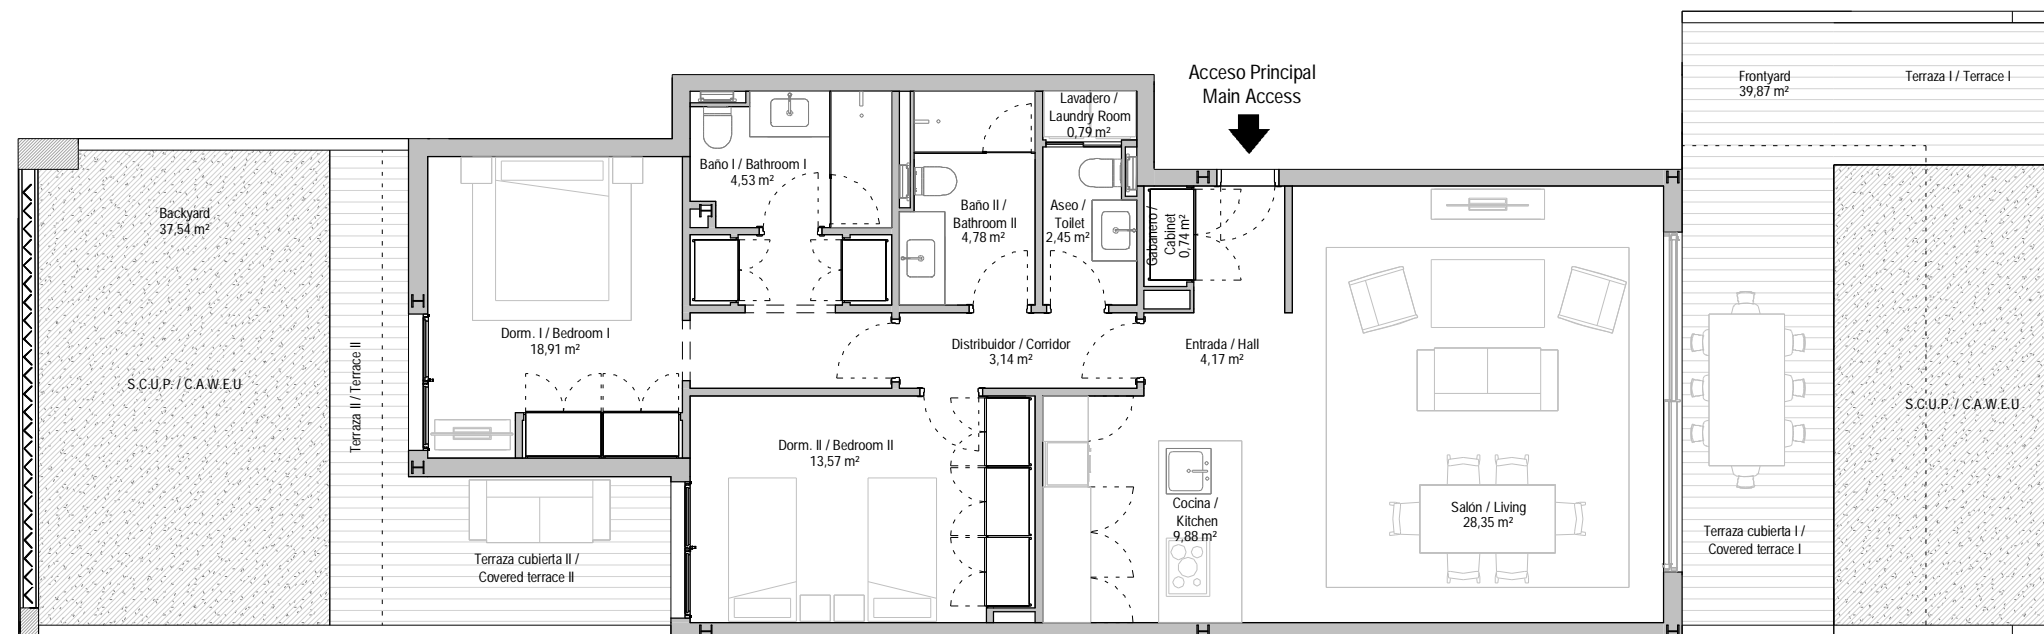 Acceso Principal
Main Access
Frontyard
39,87 m²
Terraza I / Terrace I
Lavadero /
Laundry Room
0,79 m²
Baño I / Bathroom I
4,53 m²
Baño II /
Bathroom II
4,78 m²
Aseo /
Toilet
2,45 m²
Gabanero /
Cabinet
0,74 m²
Backyard
37,54 m²
Dorm. I / Bedroom I
18,91 m²
Distribuidor / Corridor
3,14 m²
Entrada / Hall
4,17 m²
S.C.U.P. / C.A.W.E.U
Terraza II / Terrace II
S.C.U.P. / C.A.W.E.U
Dorm. II / Bedroom II
13,57 m²
Cocina /
Kitchen
9,88 m²
Salón / Living
28,35 m²
Terraza cubierta I /
Covered terrace I
Terraza cubierta II /
Covered terrace II